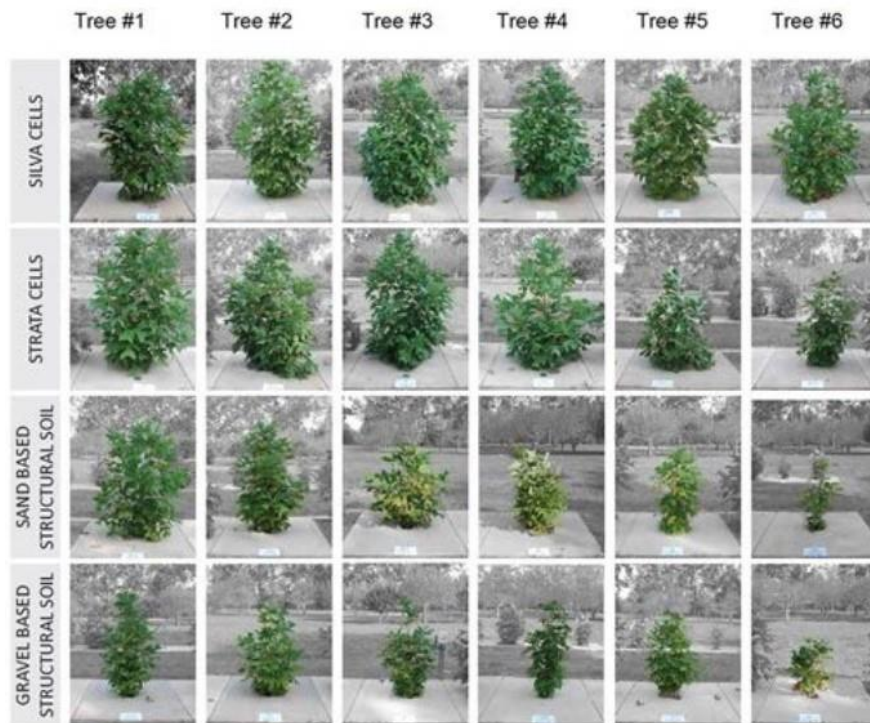 Tree #1 Tree #2 Tree #3 Tree #4 Tree #5 Tree #6
SILVA CELLS
STRATA CELLS
SAND BASED
STRUCTURAL SOIL
GRAVEL BASED
STRUCTURAL SOIL